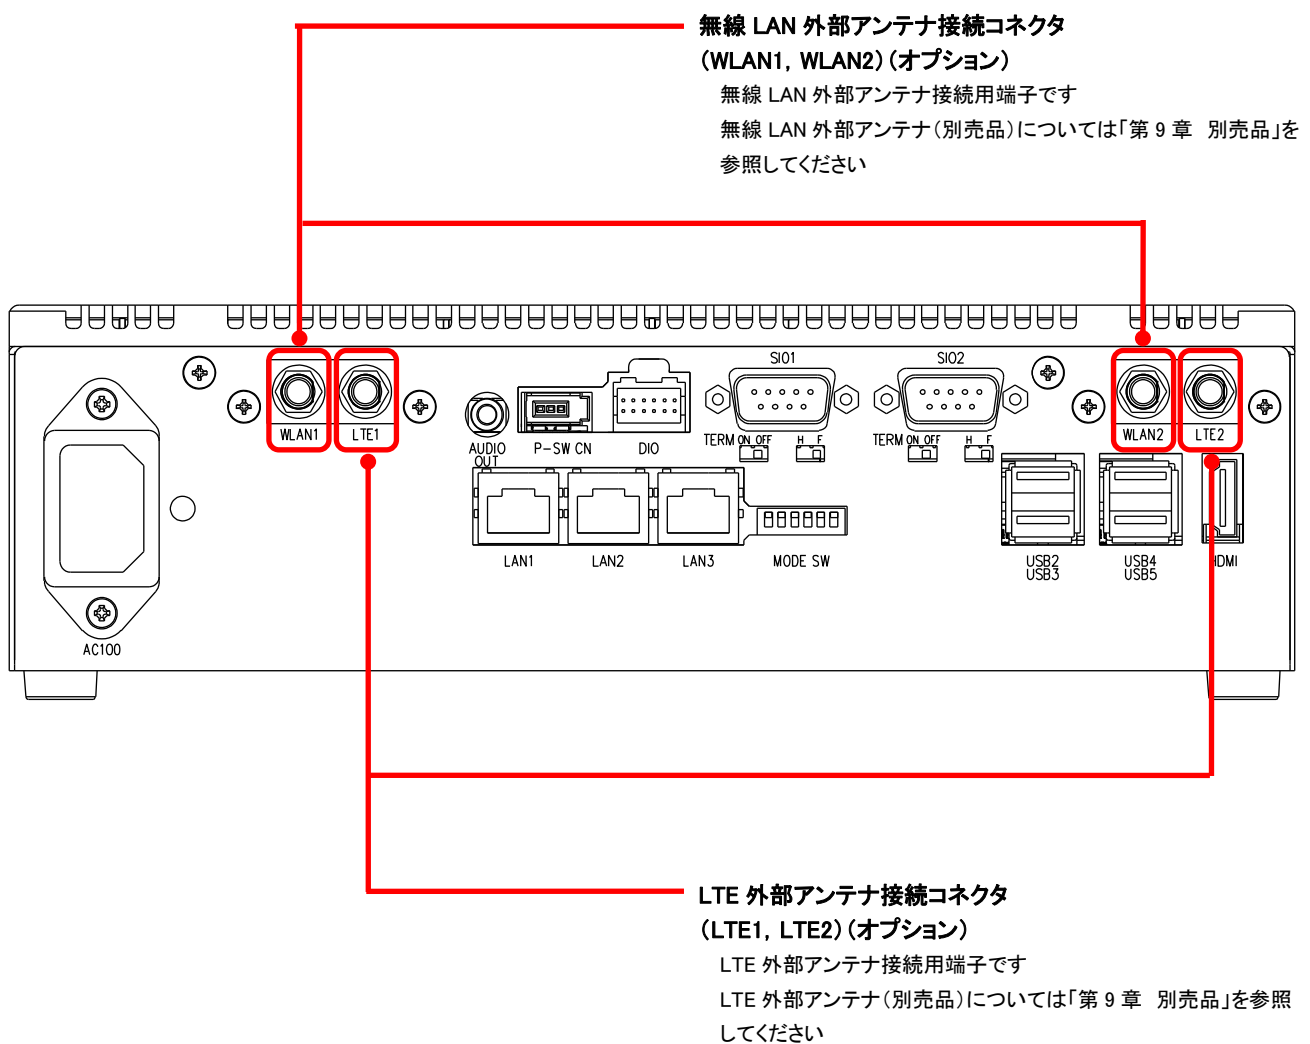 無線 LAN 外部アンテナ接続コネクタ
(WLAN1, WLAN2)(オプション)
無線 LAN 外部アンテナ接続用端子です
無線 LAN 外部アンテナ(別売品)については「第 9 章 別売品」を
参照してください
SIO1
SIO2
WLAN1
LTE1
WLAN2
LTE2
AUDIO
OUT
P-SW CN
DIO
TERM ON OFF H F
TERM ON OFF H F
LAN1
LAN2
LAN3
MODE SW
USB2
USB3
USB4
USB5
HDMI
AC100
LTE 外部アンテナ接続コネクタ
(LTE1, LTE2)(オプション)
LTE 外部アンテナ接続用端子です
LTE 外部アンテナ(別売品)については「第 9 章 別売品」を参照
してください